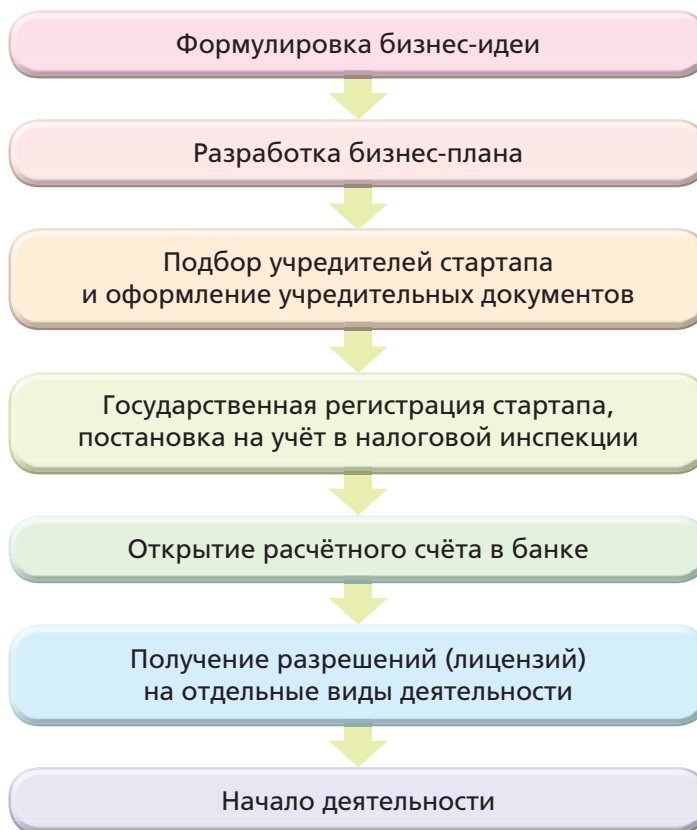 Формулировка бизнес-идеи
Разработка бизнес-плана
Подбор учредителей стартапа
и оформление учредительных документов
Государственная регистрация стартапа,
постановка на учёт в налоговой инспекции
Открытие расчётного счёта в банке
Получение разрешений (лицензий)
на отдельные виды деятельности
Начало деятельности